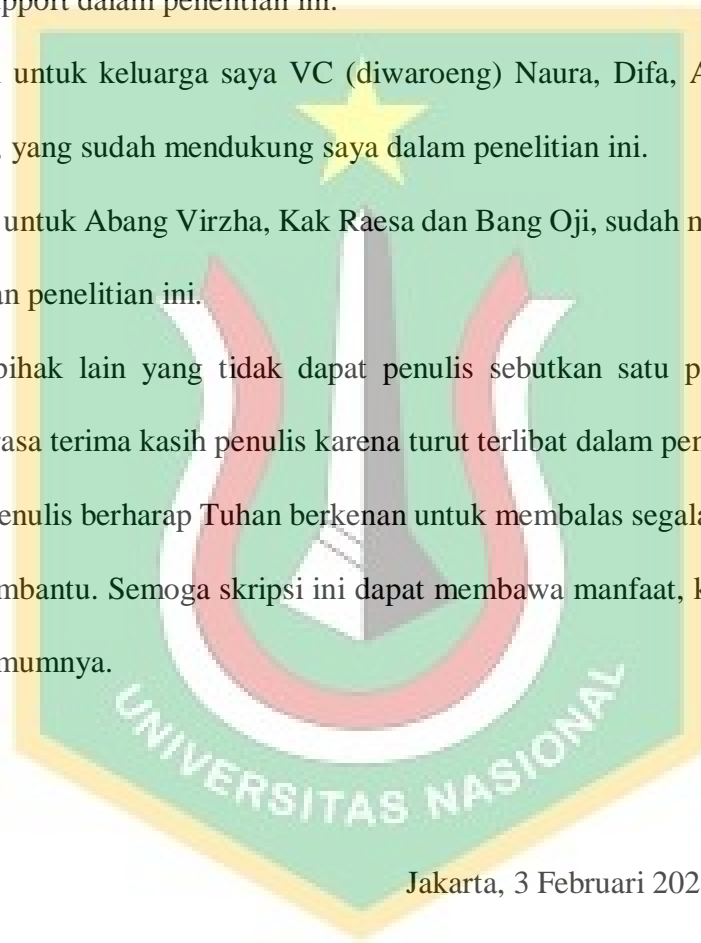 pport dalam penelitian ini.
untuk keluarga saya VC (diwaroeng) Naura, Difa, A
yang sudah mendukung saya dalam penelitian ini.
untuk Abang Virzha, Kak Raesa dan Bang Oji, sudah m
an penelitian ini.
pihak lain yang tidak dapat penulis sebutkan satu p
asa terima kasih penulis karena turut terlibat dalam pen
enulis berharap Tuhan berkenan untuk membalas segala
mbantu. Semoga skripsi ini dapat membawa manfaat, k
mumnya.
UNIVERSITAS NASIONAL
Jakarta, 3 Februari 202